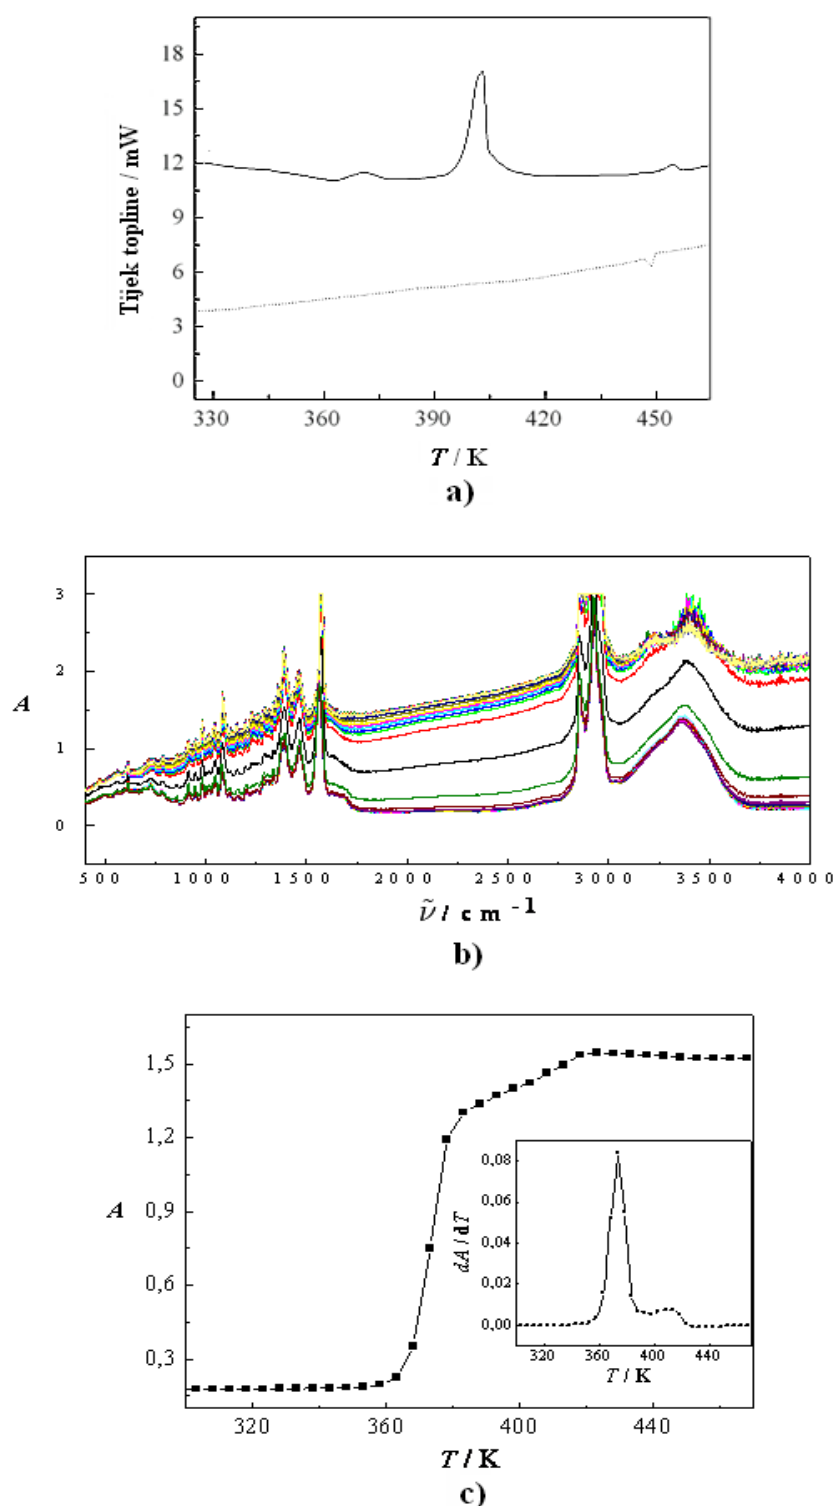 18
15
12
9
6
3
0
Tijek topline / mW
330 360 390 420 450
T / K
a)
3
2
1
0
A
500 1000 1500 2000 2500 3000 3500 4000
ν̃ / cm⁻¹
b)
1,5
1,2
0,9
0,6
0,3
A
320 360 400 440
T / K
0,08
0,06
0,04
0,02
0,00
dA / dT
320 360 400 440
T / K
c)